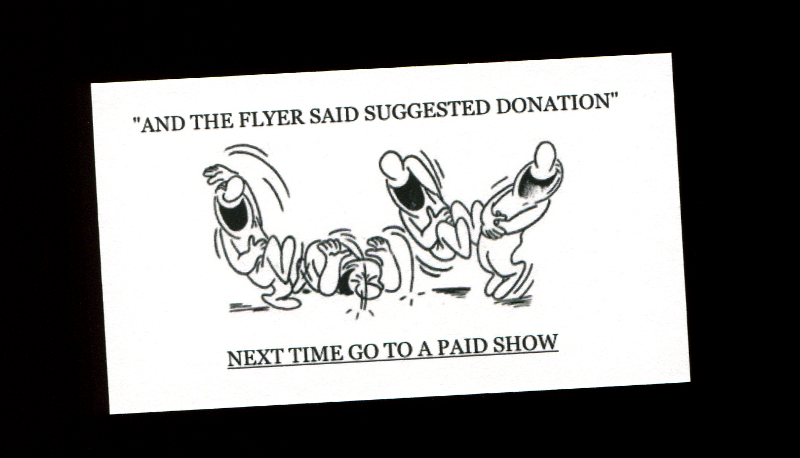 "AND THE FLYER SAID SUGGESTED DONATION"
NEXT TIME GO TO A PAID SHOW